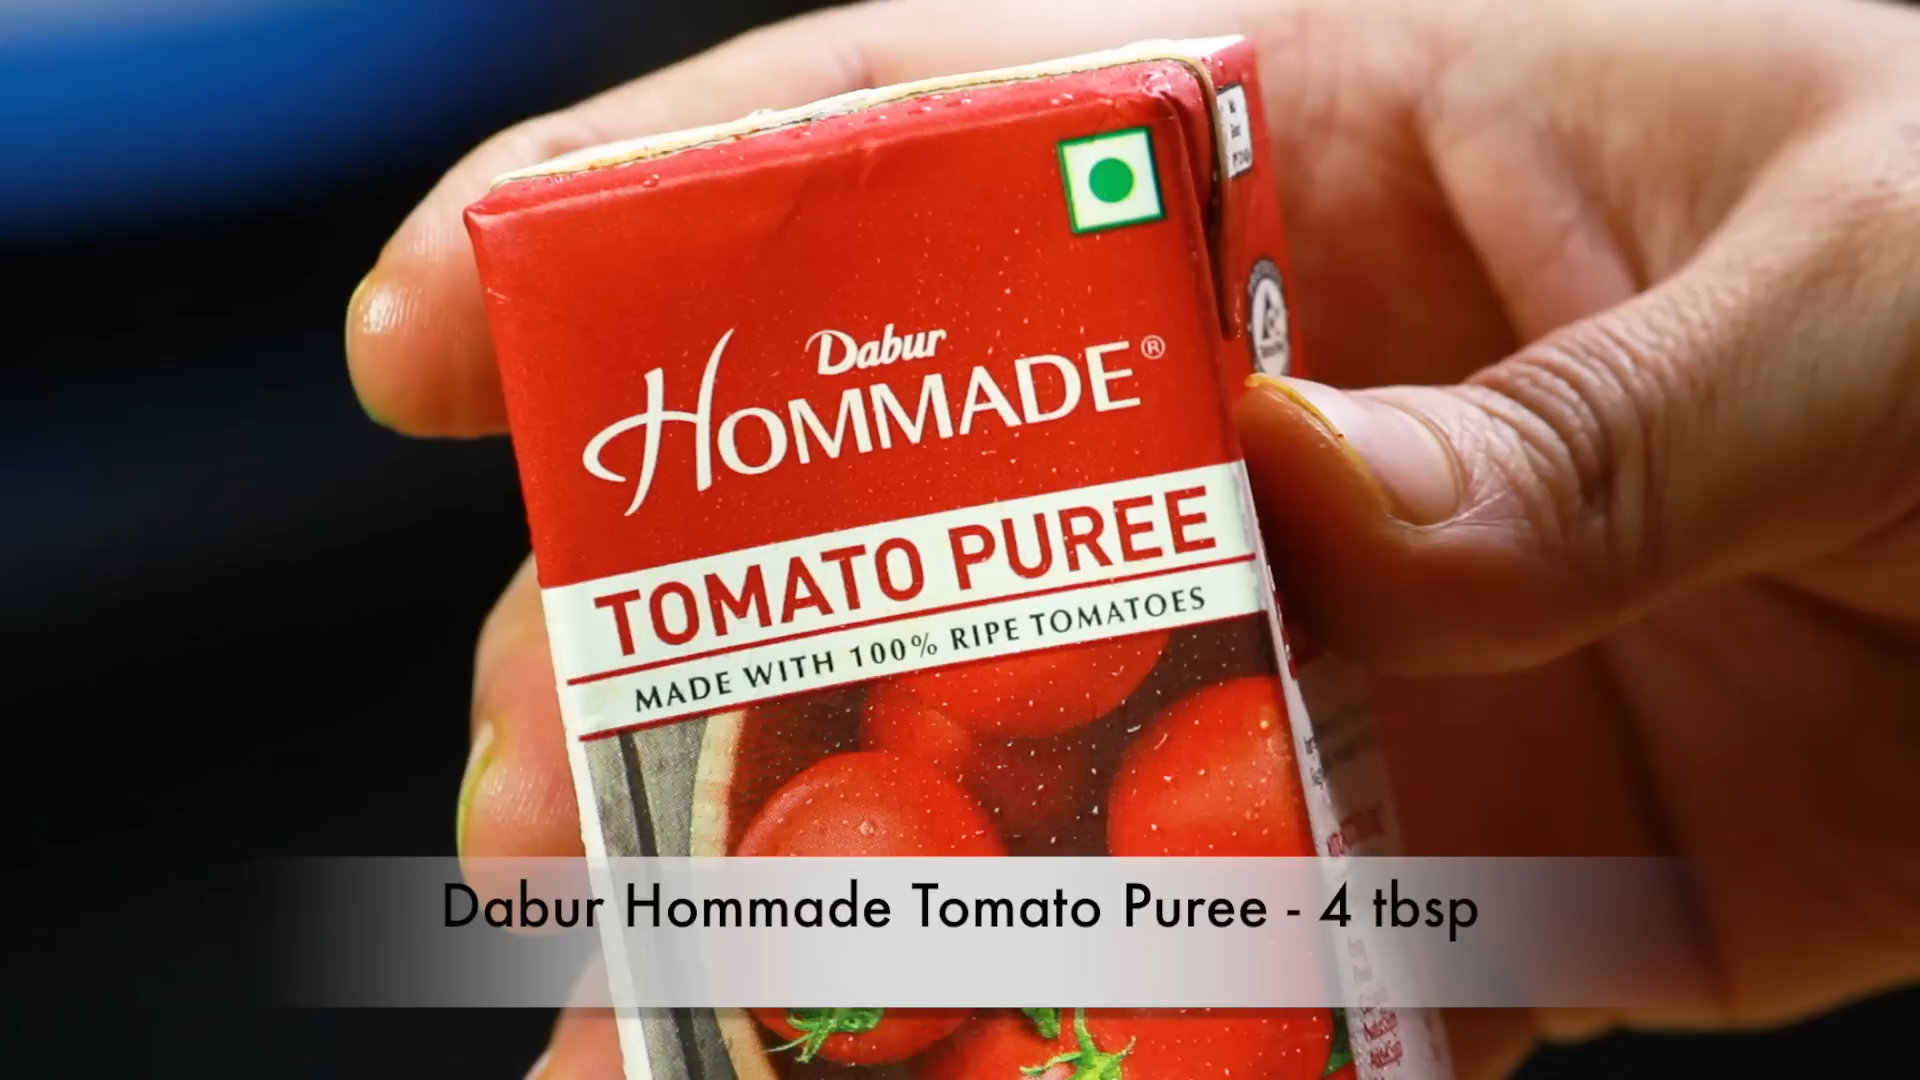 Dabur
HOMMADE®
TOMATO PUREE
MADE WITH 100% RIPE TOMATOES
Dabur Hommade Tomato Puree - 4 tbsp